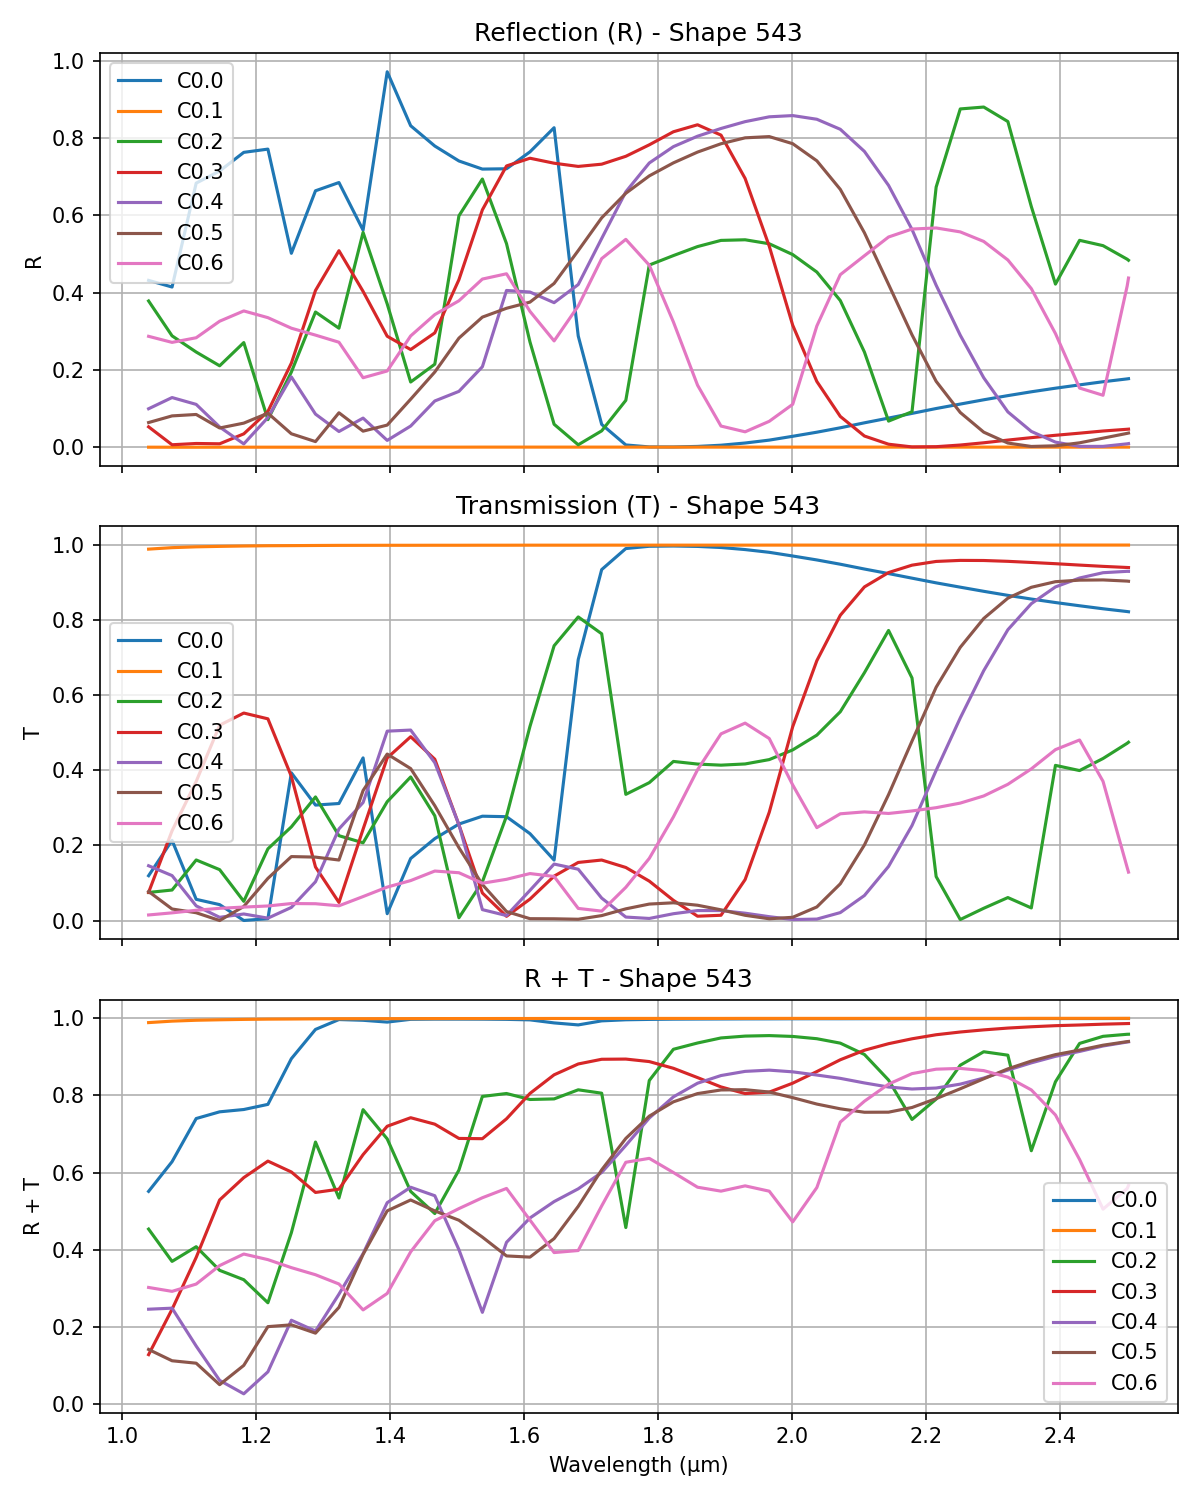 Reflection (R) - Shape 543
1.0
0.8
0.6
0.4
0.2
0.0
R
C0.0
C0.1
C0.2
C0.3
C0.4
C0.5
C0.6
Transmission (T) - Shape 543
1.0
0.8
0.6
0.4
0.2
0.0
T
C0.0
C0.1
C0.2
C0.3
C0.4
C0.5
C0.6
R + T - Shape 543
1.0
0.8
0.6
0.4
0.2
0.0
R + T
C0.0
C0.1
C0.2
C0.3
C0.4
C0.5
C0.6
1.0 1.2 1.4 1.6 1.8 2.0 2.2 2.4
Wavelength (μm)